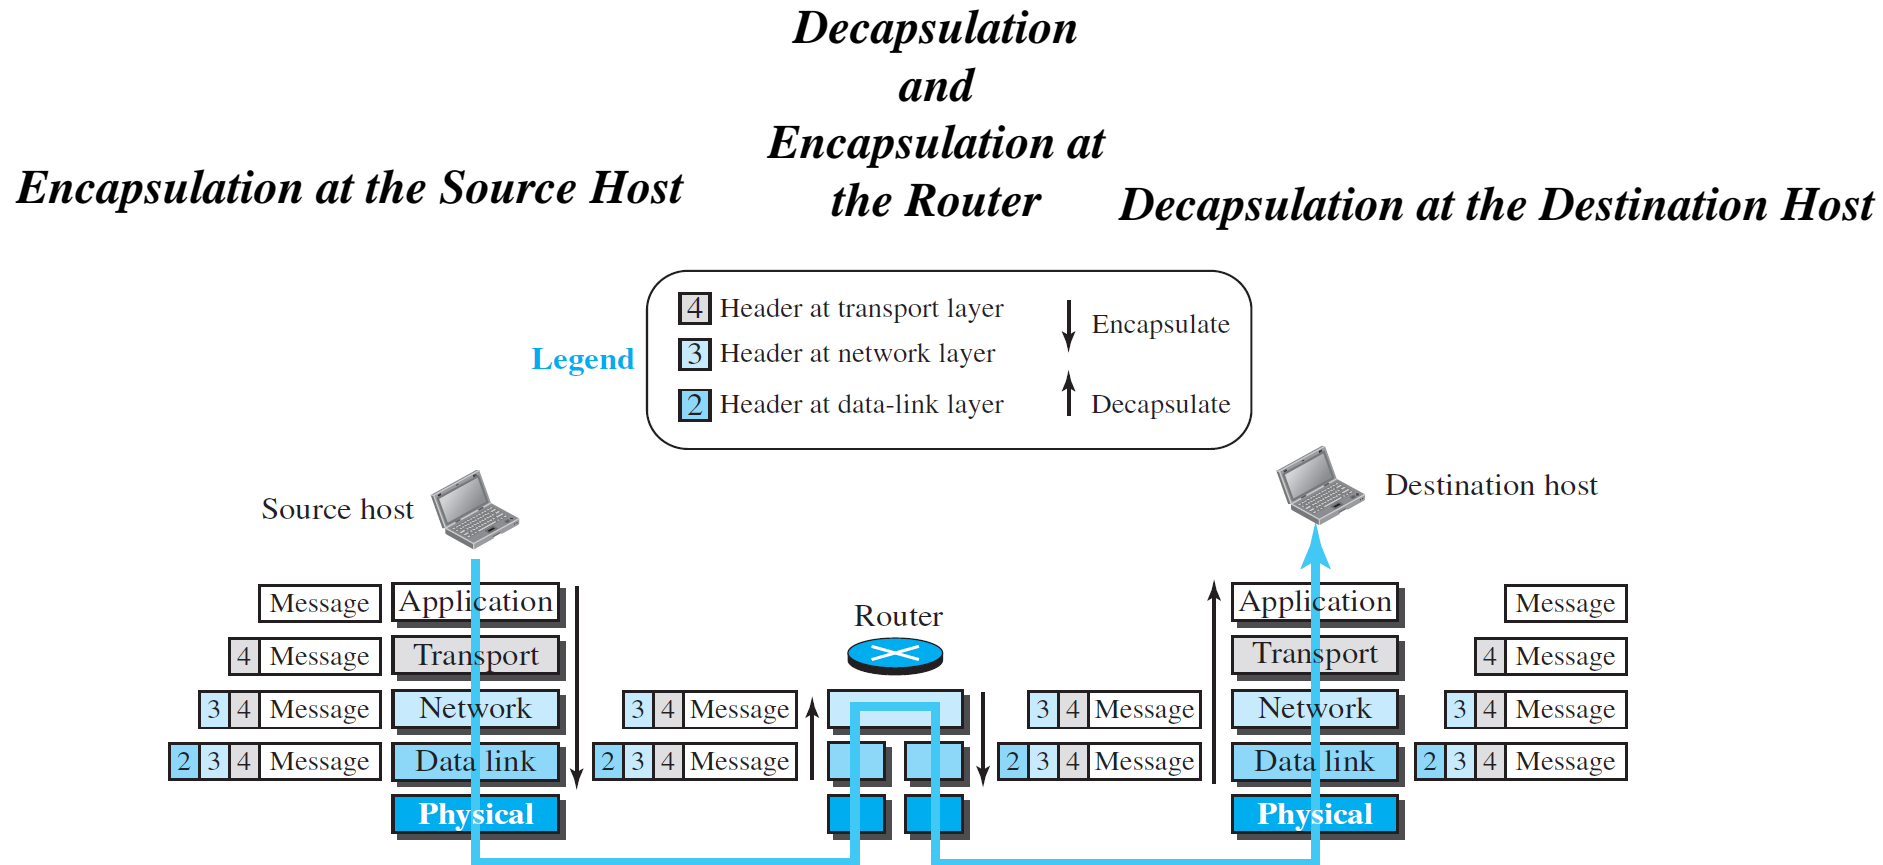 Decapsulation
and
Encapsulation at
the Router
Encapsulation at the Source Host
Decapsulation at the Destination Host
Legend
4 Header at transport layer
3 Header at network layer
2 Header at data-link layer
Encapsulate
Decapsulate
Source host
Destination host
Router
Message Application
4 Message Transport
3 4 Message Network
2 3 4 Message Data link
Physical
3 4 Message
2 3 4 Message
3 4 Message
2 3 4 Message
Application Message
Transport 4 Message
Network 3 4 Message
Data link 2 3 4 Message
Physical